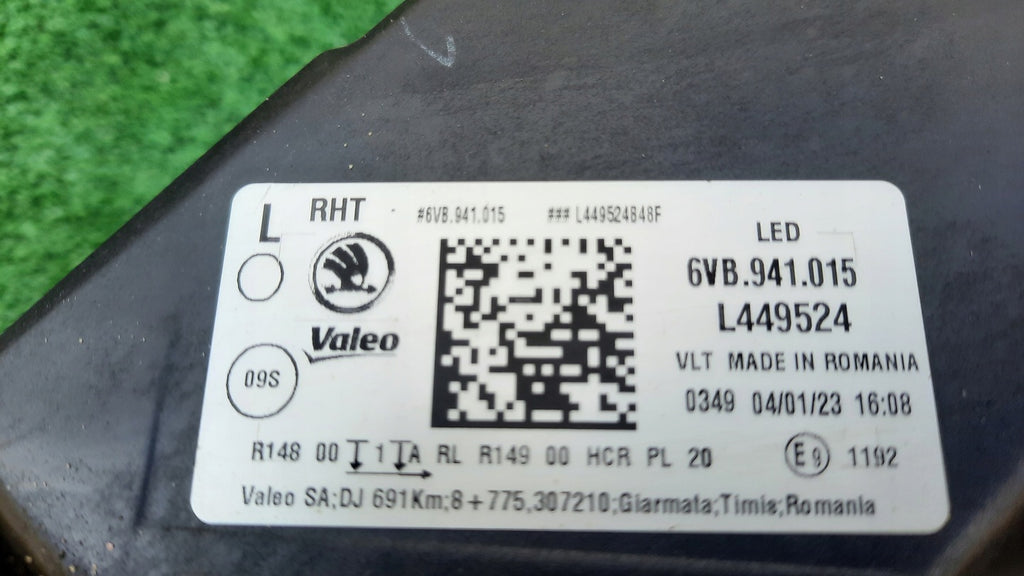 L RHT #6VB.941.015 ### L449524B48F
LED
6VB.941.015
L449524
Valeo
VLT MADE IN ROMANIA
09S
0349 04/01/23 16:08
R148 00 1 A RL R149 00 HCR PL 20 E9 1192
Valeo SA;DJ 691Km;8+775,307210;Giarmata;Timis;Romania